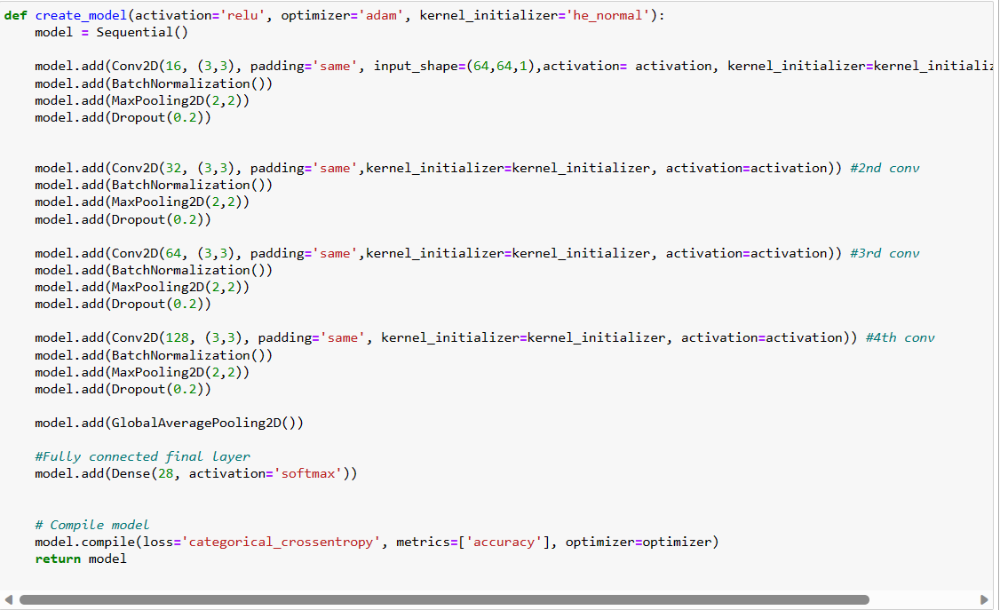 def create_model(activation='relu', optimizer='adam', kernel_initializer='he_normal'):
    model = Sequential()

    model.add(Conv2D(16, (3,3), padding='same', input_shape=(64,64,1),activation= activation, kernel_initializer=kernel_initializ
    model.add(BatchNormalization())
    model.add(MaxPooling2D(2,2))
    model.add(Dropout(0.2))


    model.add(Conv2D(32, (3,3), padding='same',kernel_initializer=kernel_initializer, activation=activation)) #2nd conv
    model.add(BatchNormalization())
    model.add(MaxPooling2D(2,2))
    model.add(Dropout(0.2))

    model.add(Conv2D(64, (3,3), padding='same',kernel_initializer=kernel_initializer, activation=activation)) #3rd conv
    model.add(BatchNormalization())
    model.add(MaxPooling2D(2,2))
    model.add(Dropout(0.2))

    model.add(Conv2D(128, (3,3), padding='same', kernel_initializer=kernel_initializer, activation=activation)) #4th conv
    model.add(BatchNormalization())
    model.add(MaxPooling2D(2,2))
    model.add(Dropout(0.2))

    model.add(GlobalAveragePooling2D())

    #Fully connected final layer
    model.add(Dense(28, activation='softmax'))


    # Compile model
    model.compile(loss='categorical_crossentropy', metrics=['accuracy'], optimizer=optimizer)
    return model